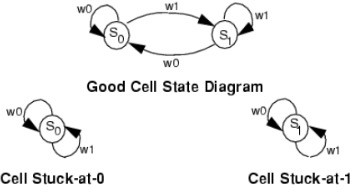 w0 w1 w1
S0 S1
w0
Good Cell State Diagram
w0 S0 w1
w0 S1 w1
Cell Stuck-at-0 Cell Stuck-at-1